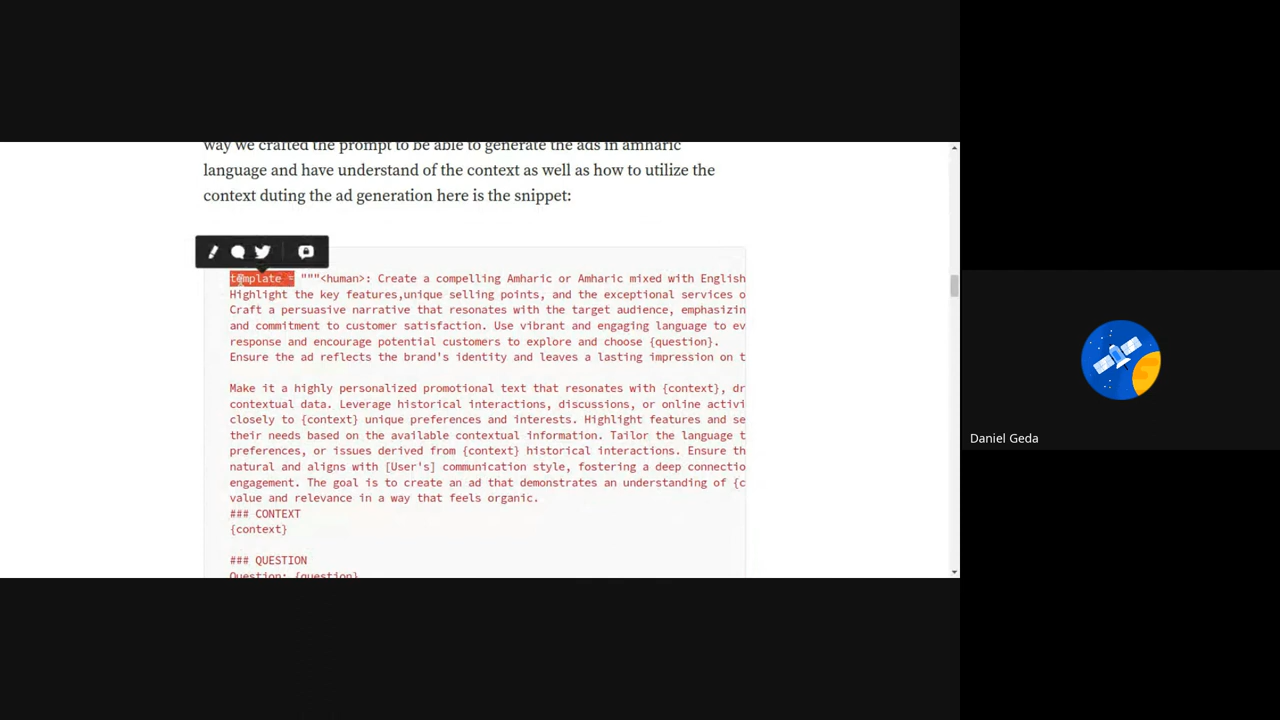 way we crafted the prompt to be able to generate the ads in amharic
language and have understand of the context as well as how to utilize the
context duting the ad generation here is the snippet:
template = """<human>: Create a compelling Amharic or Amharic mixed with English
Highlight the key features,unique selling points, and the exceptional services o
Craft a persuasive narrative that resonates with the target audience, emphasizin
and commitment to customer satisfaction. Use vibrant and engaging language to ev
response and encourage potential customers to explore and choose {question}.
Ensure the ad reflects the brand's identity and leaves a lasting impression on t
Make it a highly personalized promotional text that resonates with {context}, dr
contextual data. Leverage historical interactions, discussions, or online activi
closely to {context} unique preferences and interests. Highlight features and se
their needs based on the available contextual information. Tailor the language t
preferences, or issues derived from {context} historical interactions. Ensure th
natural and aligns with [User's] communication style, fostering a deep connectio
engagement. The goal is to create an ad that demonstrates an understanding of {c
value and relevance in a way that feels organic.
### CONTEXT
{context}
### QUESTION
Question: {question}
Daniel Geda